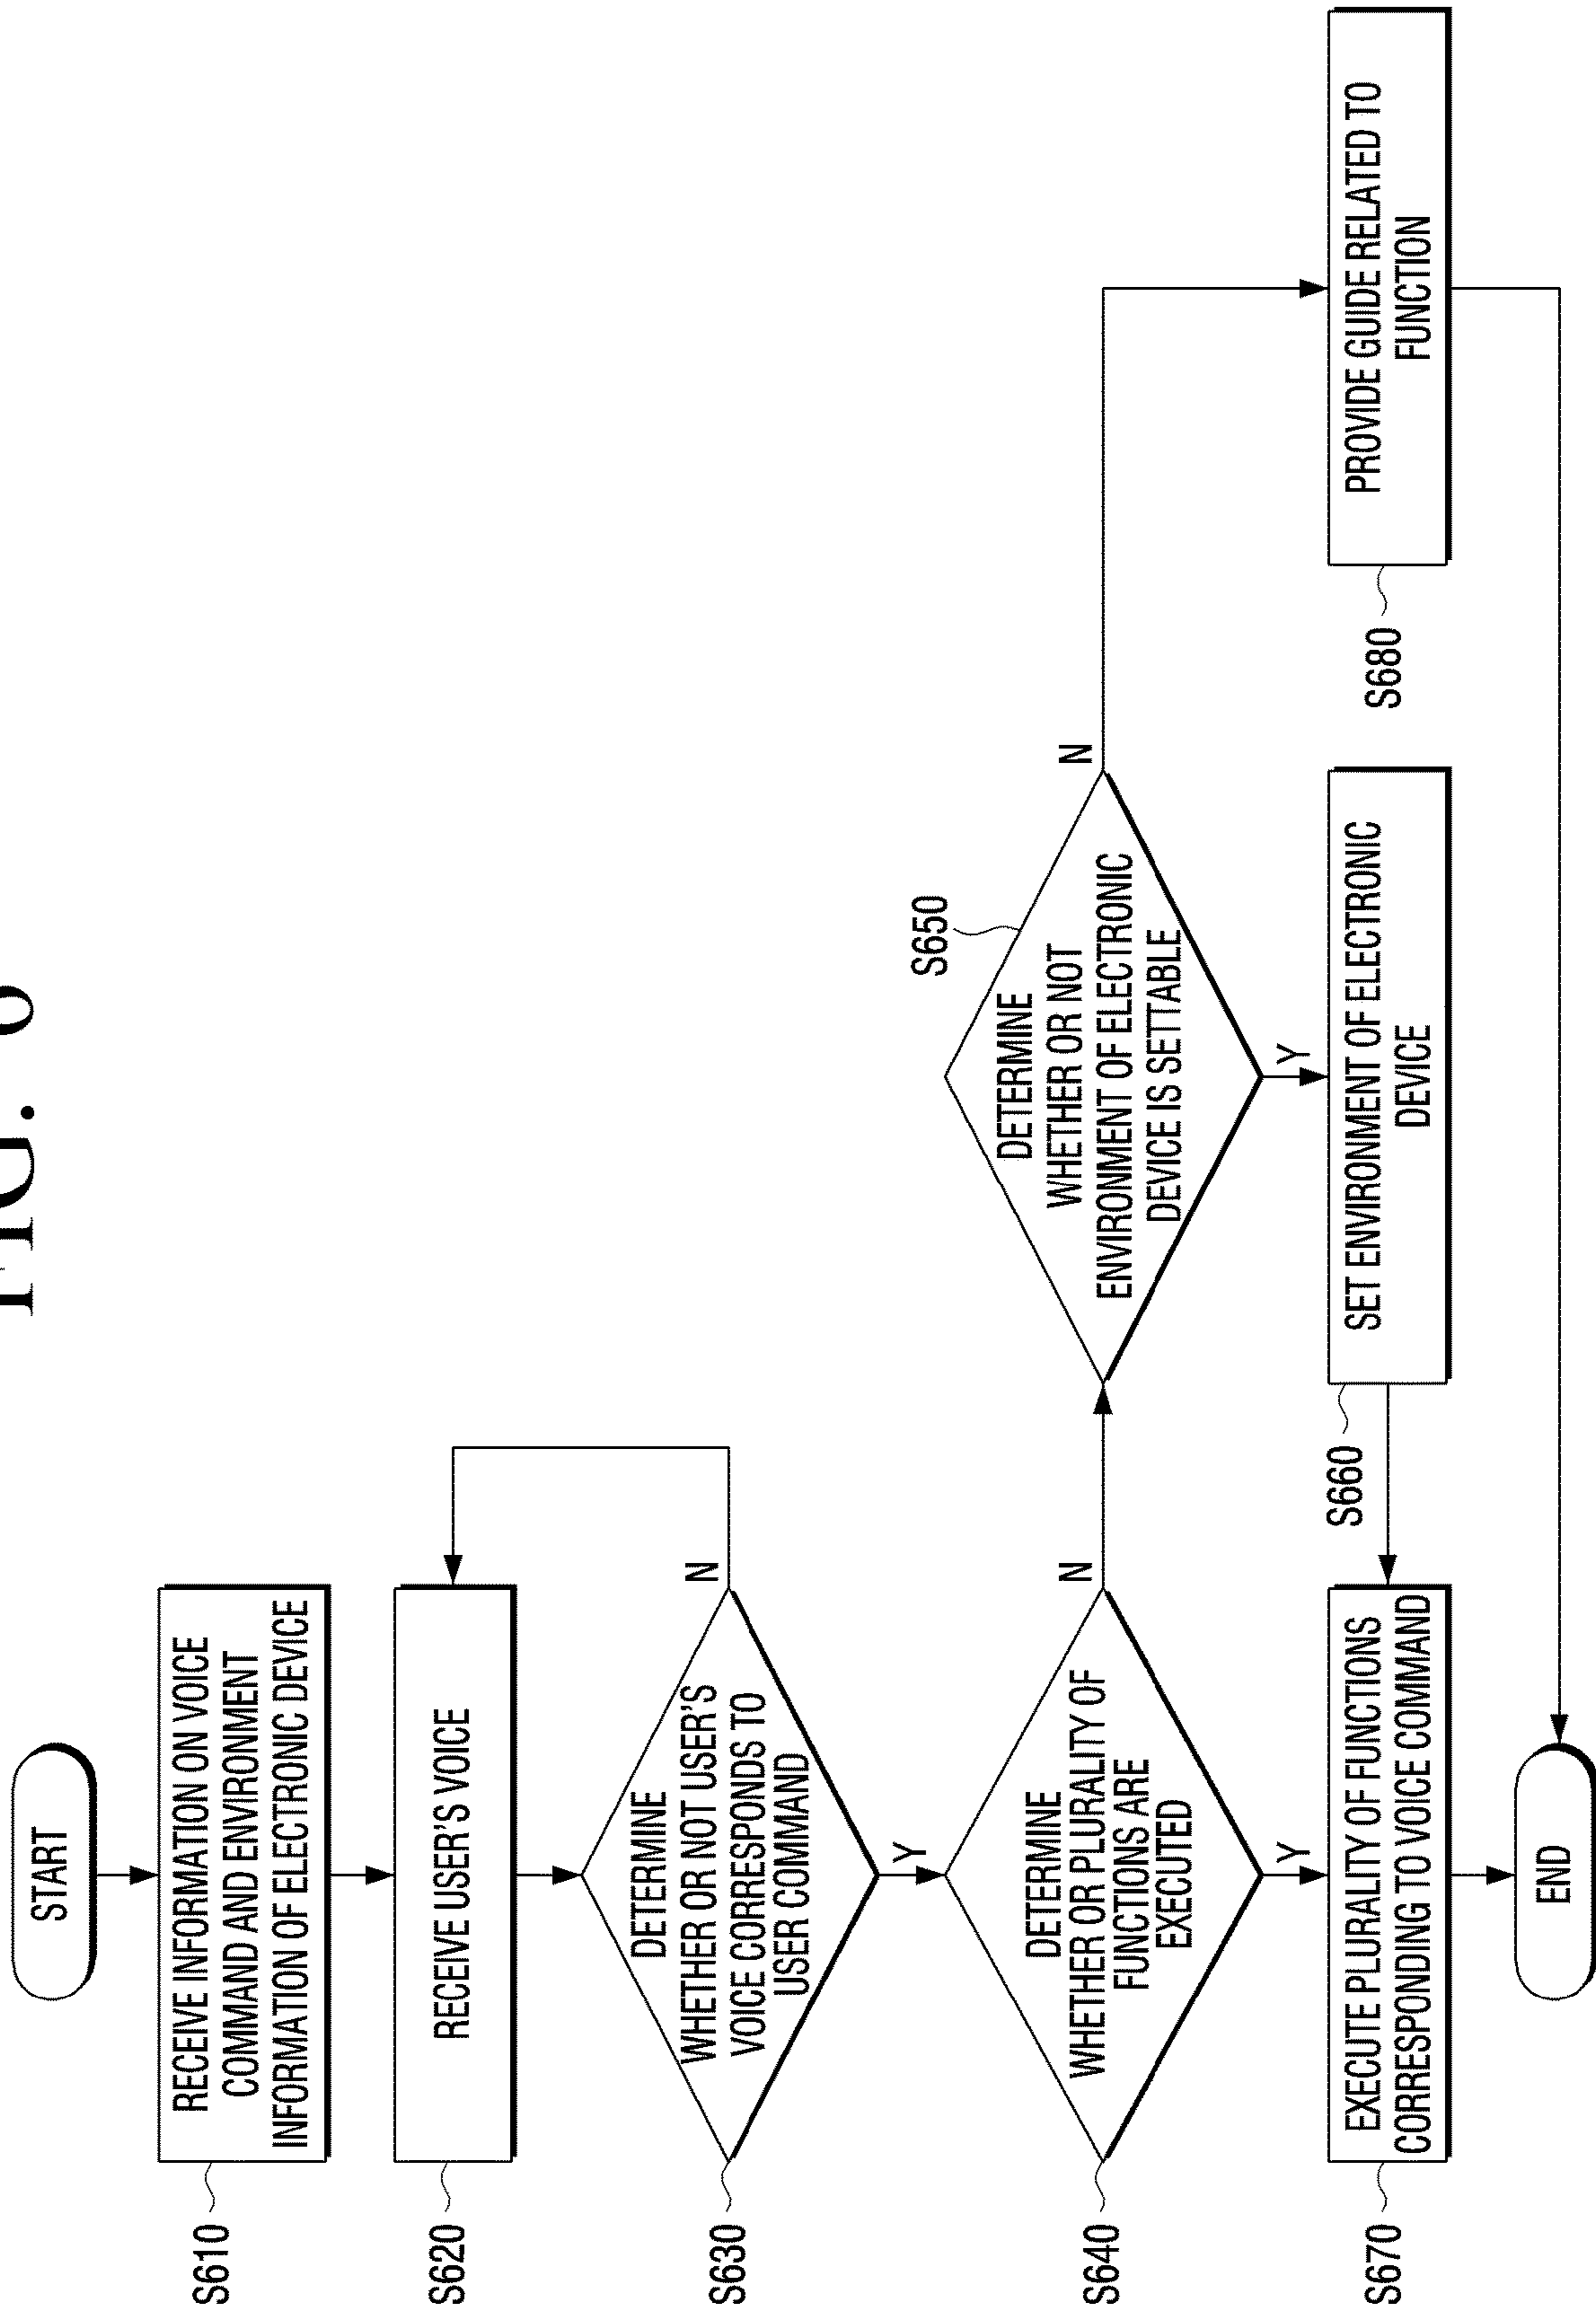 FIG. 6
START
S610
RECEIVE INFORMATION ON VOICE
COMMAND AND ENVIRONMENT
INFORMATION OF ELECTRONIC DEVICE
S620
RECEIVE USER'S VOICE
S630
DETERMINE
WHETHER OR NOT USER'S
VOICE CORRESPONDS TO
USER COMMAND
N
Y
S640
DETERMINE
WHETHER OR PLURALITY OF
FUNCTIONS ARE
EXECUTED
N
Y
S650
DETERMINE
WHETHER OR NOT
ENVIRONMENT OF ELECTRONIC
DEVICE IS SETTABLE
N
Y
S670
EXECUTE PLURALITY OF FUNCTIONS
CORRESPONDING TO VOICE COMMAND
S660
SET ENVIRONMENT OF ELECTRONIC
DEVICE
S680
PROVIDE GUIDE RELATED TO
FUNCTION
END